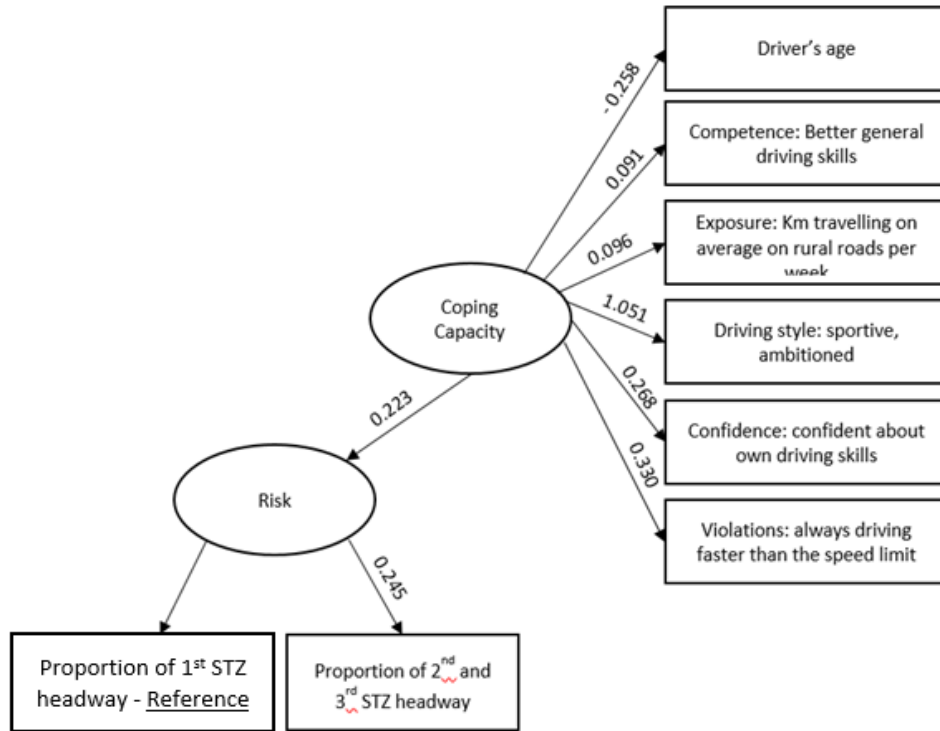 Driver's age
- 0.258
Competence: Better general
driving skills
0.091
Exposure: Km travelling on
average on rural roads per
week
0.096
Coping
Capacity
1.051
Driving style: sportive,
ambitioned
0.268
Confidence: confident about
own driving skills
0.223
0.330
Risk
Violations: always driving
faster than the speed limit
0.245
Proportion of 1st STZ
headway - Reference
Proportion of 2nd and
3rd STZ headway